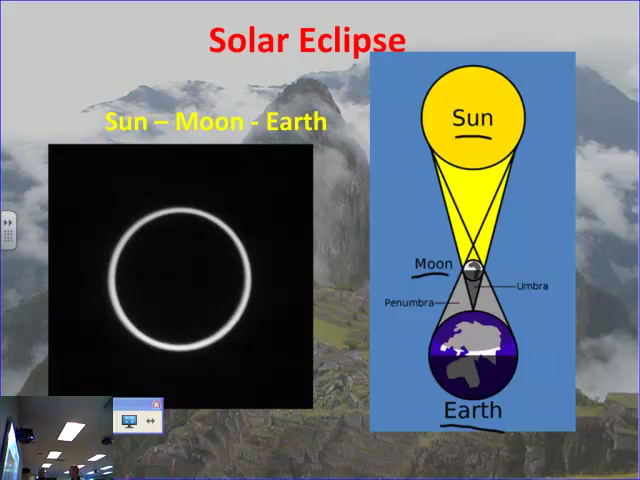 Solar Eclipse
Sun – Moon - Earth
Sun
Moon
Umbra
Penumbra
Earth